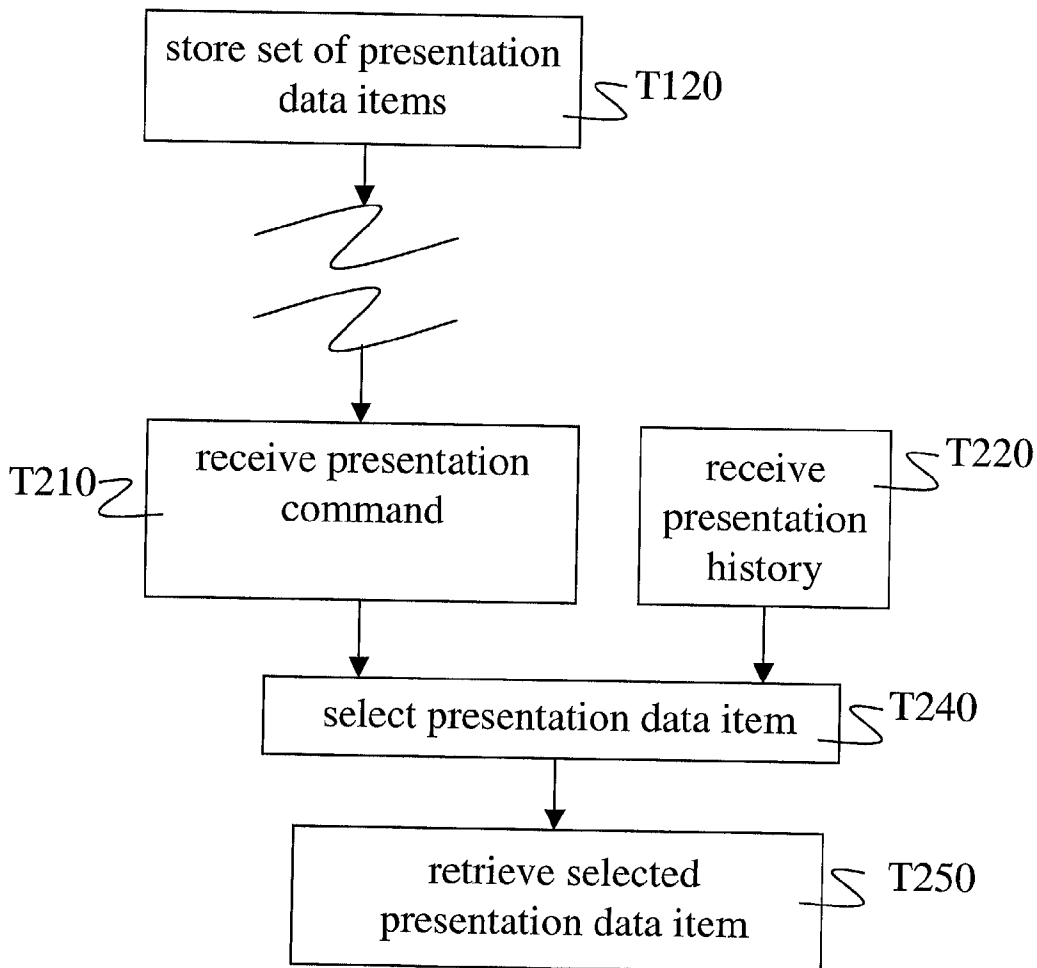 store set of presentation
data items
T120
receive presentation
command
T210
receive
presentation
history
T220
select presentation data item
T240
retrieve selected
presentation data item
T250